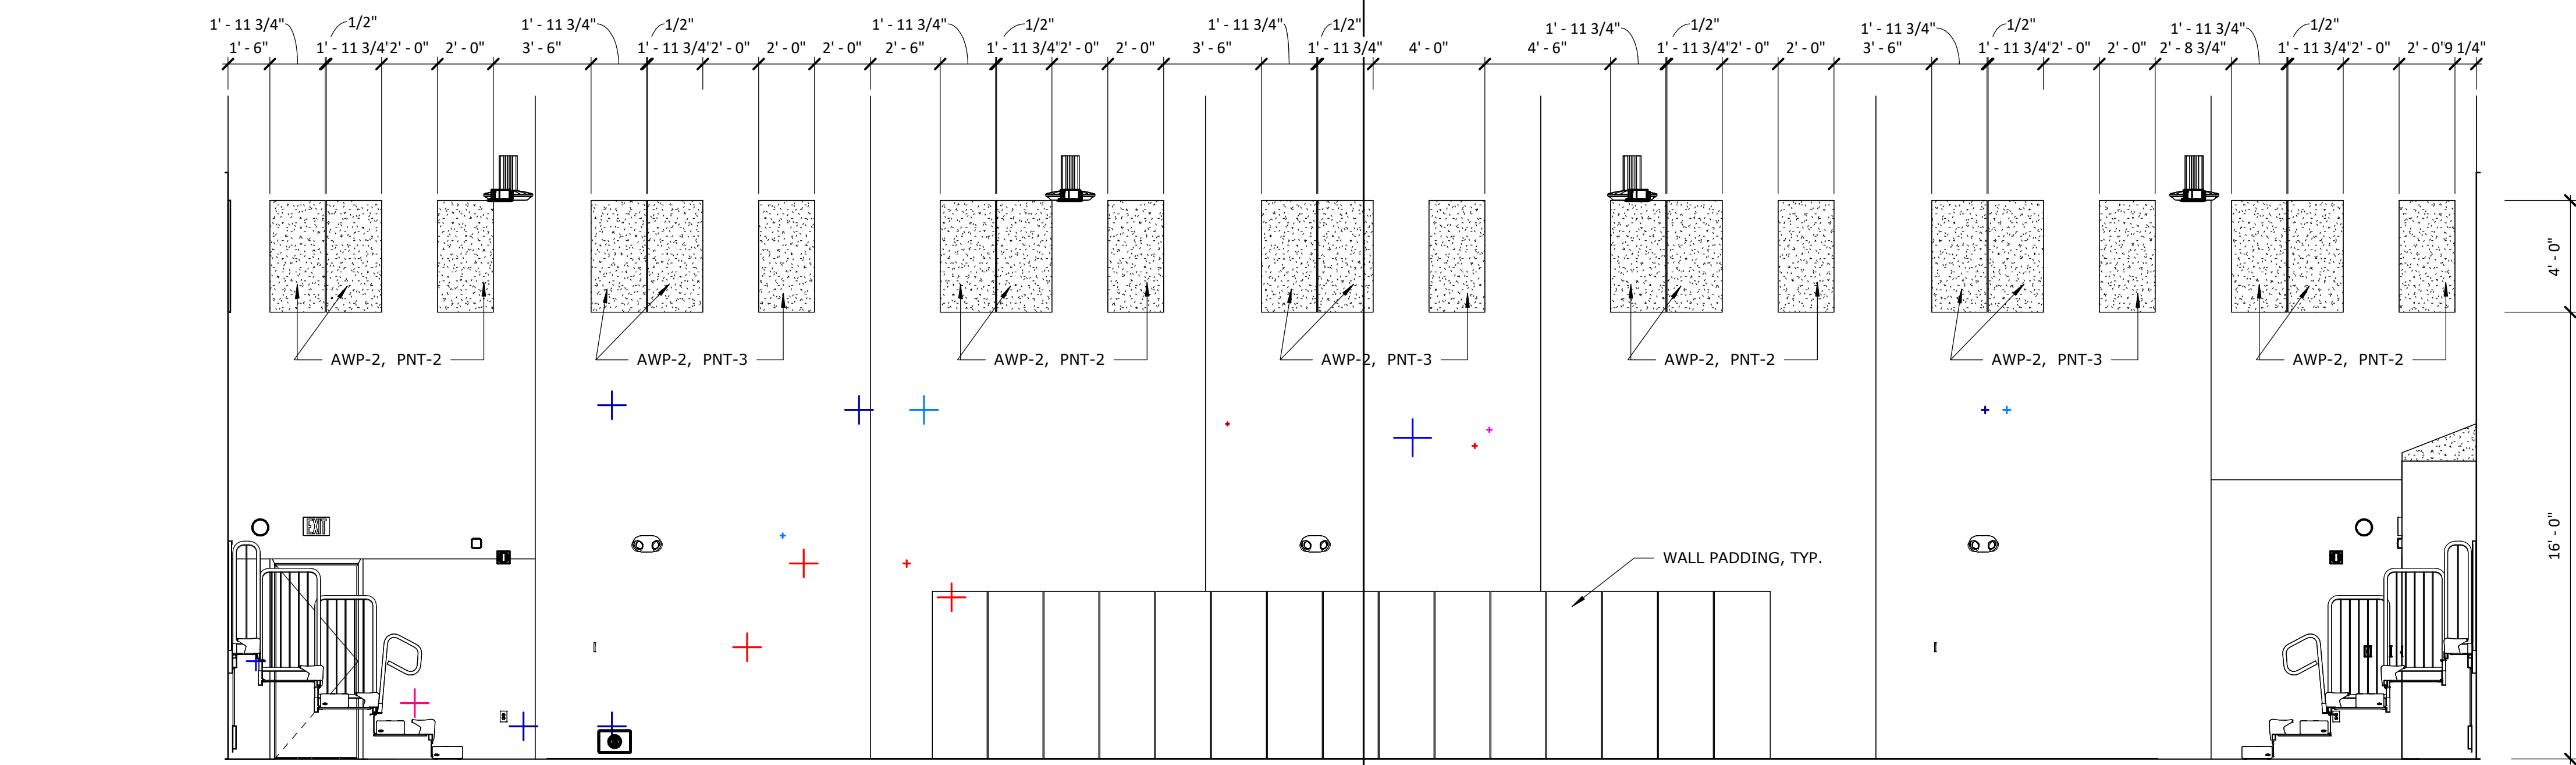 1' - 11 3/4" 1/2" 1' - 11 3/4" 1/2" 1' - 11 3/4" 1/2" 1' - 11 3/4" 1/2" 1' - 11 3/4" 1/2" 1' - 11 3/4" 1/2" 1' - 11 3/4" 1/2"
1' - 6" 1' - 11 3/4" 2' - 0" 2' - 0" 3' - 6" 1' - 11 3/4" 2' - 0" 2' - 0" 2' - 0" 2' - 6" 1' - 11 3/4" 2' - 0" 2' - 0" 3' - 6" 1' - 11 3/4" 4' - 0" 4' - 6" 1' - 11 3/4" 2' - 0" 2' - 0" 3' - 6" 1' - 11 3/4" 2' - 0" 2' - 0" 2' - 8 3/4" 1' - 11 3/4" 2' - 0" 2' - 0" 9 1/4"
4' - 0"
AWP-2, PNT-2 AWP-2, PNT-3 AWP-2, PNT-2 AWP-2, PNT-3 AWP-2, PNT-2 AWP-2, PNT-3 AWP-2, PNT-2
EXIT
16' - 0"
WALL PADDING, TYP.